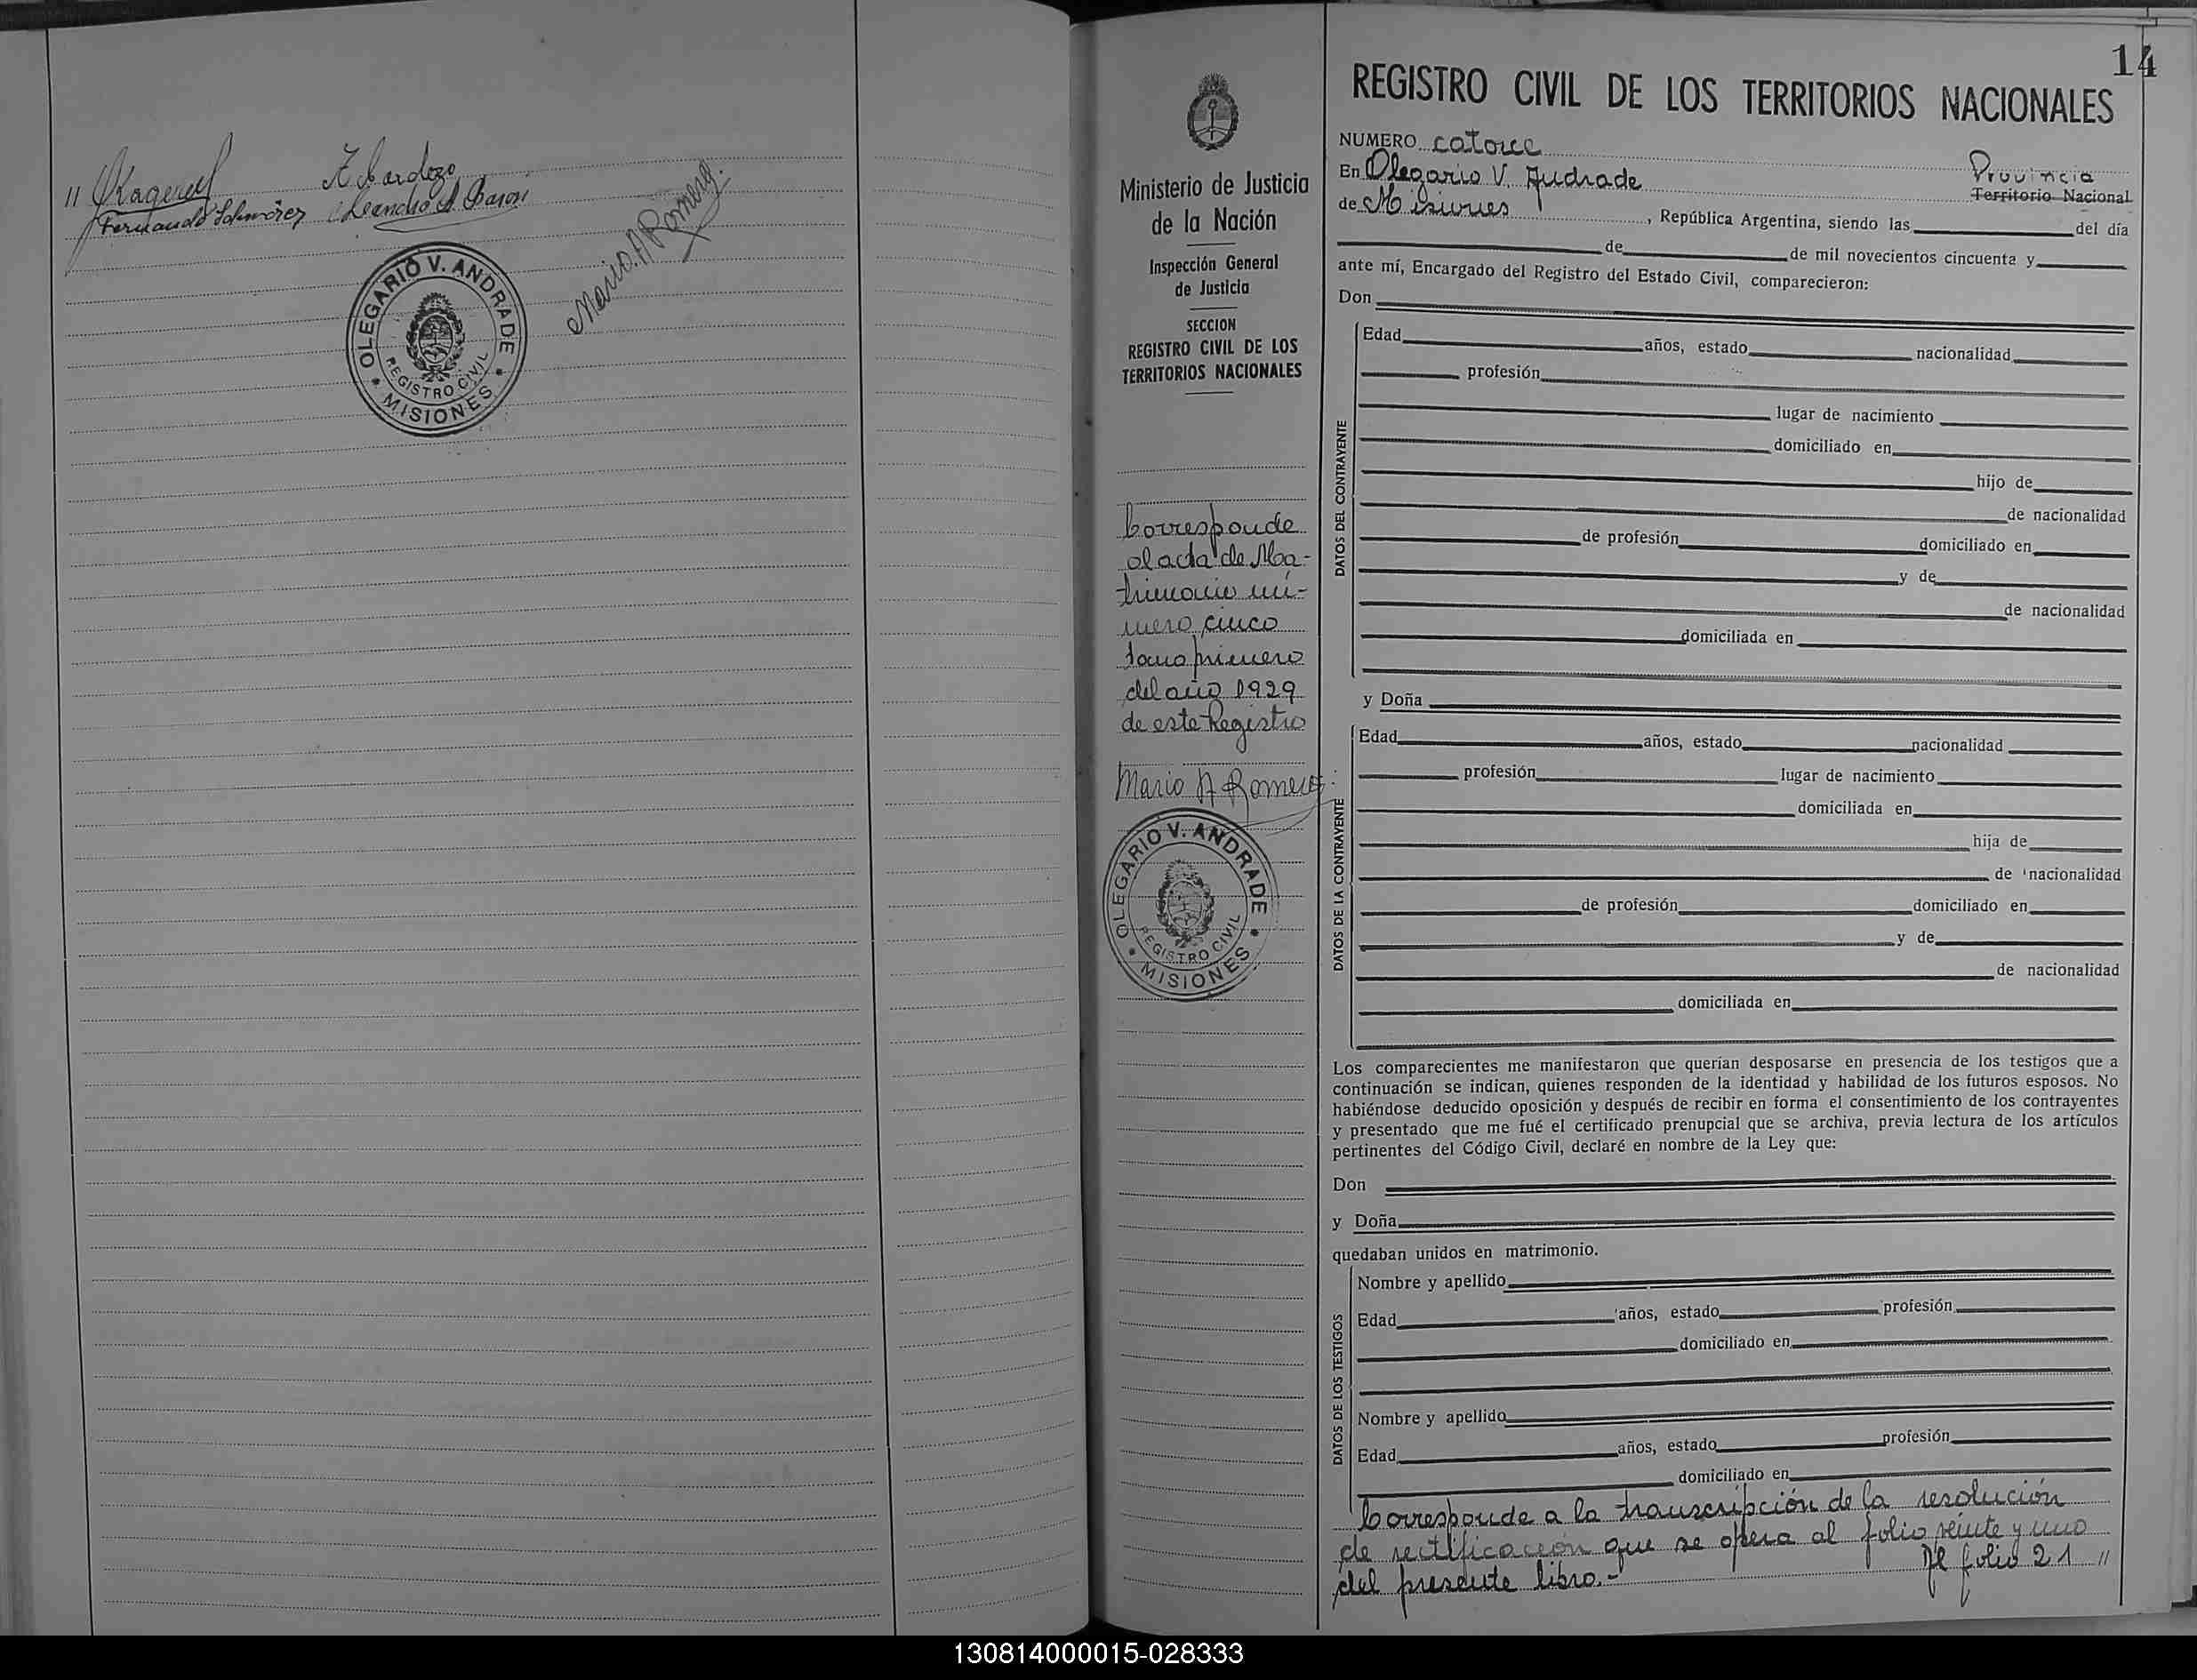 Z Cardozo
Leandro A Baroni
Mario A Romero.
OLEGARIO V. ANDRADE
REGISTRO CIVIL
MISIONES
14
Ministerio de Justicia
de la Nación
Inspección General
de Justicia
SECCION
REGISTRO CIVIL DE LOS
TERRITORIOS NACIONALES
Corresponde
al acta de Ma-
trimonio nú-
mero cinco
tomo primero
del año 1929
de este Registro
Mario A Romero
OLEGARIO V. ANDRADE
REGISTRO CIVIL
MISIONES
REGISTRO CIVIL DE LOS TERRITORIOS NACIONALES
NUMERO catorce
En Olegario V. Andrade Provincia
Territorio Nacional
de Misiones, República Argentina, siendo las del día
de de mil novecientos cincuenta y
ante mí, Encargado del Registro del Estado Civil, comparecieron:
Don
DATOS DEL CONTRAYENTE
Edad años, estado nacionalidad
profesión
lugar de nacimiento
domiciliado en
hijo de
de nacionalidad
de profesión domiciliado en
y de
de nacionalidad
domiciliada en
y Doña
DATOS DE LA CONTRAYENTE
Edad años, estado nacionalidad
profesión lugar de nacimiento
domiciliada en
hija de
de nacionalidad
de profesión domiciliado en
y de
de nacionalidad
domiciliada en
Los comparecientes me manifestaron que querían desposarse en presencia de los testigos que a
continuación se indican, quienes responden de la identidad y habilidad de los futuros esposos. No
habiéndose deducido oposición y después de recibir en forma el consentimiento de los contrayentes
y presentado que me fué el certificado prenupcial que se archiva, previa lectura de los artículos
pertinentes del Código Civil, declaré en nombre de la Ley que:
Don
y Doña
quedaban unidos en matrimonio.
DATOS DE LOS TESTIGOS
Nombre y apellido
Edad años, estado profesión
domiciliado en
Nombre y apellido
Edad años, estado profesión
domiciliado en
Corresponde a la transcripción de la resolución
de rectificación que se opera al folio veinte y uno
del presente libro.- Al folio 21 //
130814000015-028333